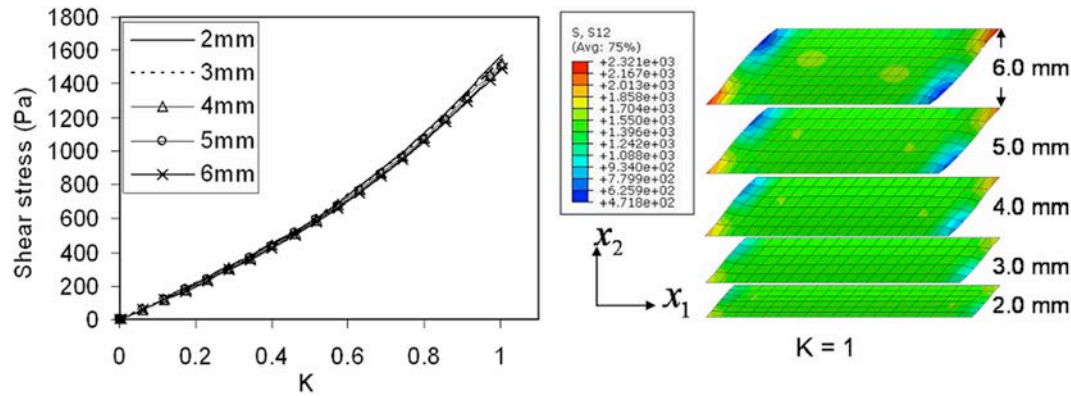 1800
1600
1400
1200
1000
800
600
400
200
0
Shear stress (Pa)
2mm
3mm
4mm
5mm
6mm
0
0.2
0.4
0.6
0.8
1
K
S, S12
(Avg: 75%)
+2.321e+03
+2.167e+03
+2.013e+03
+1.858e+03
+1.704e+03
+1.550e+03
+1.396e+03
+1.242e+03
+1.088e+03
+9.340e+02
+7.799e+02
+6.259e+02
+4.718e+02
x2
x1
6.0 mm
5.0 mm
4.0 mm
3.0 mm
2.0 mm
K = 1